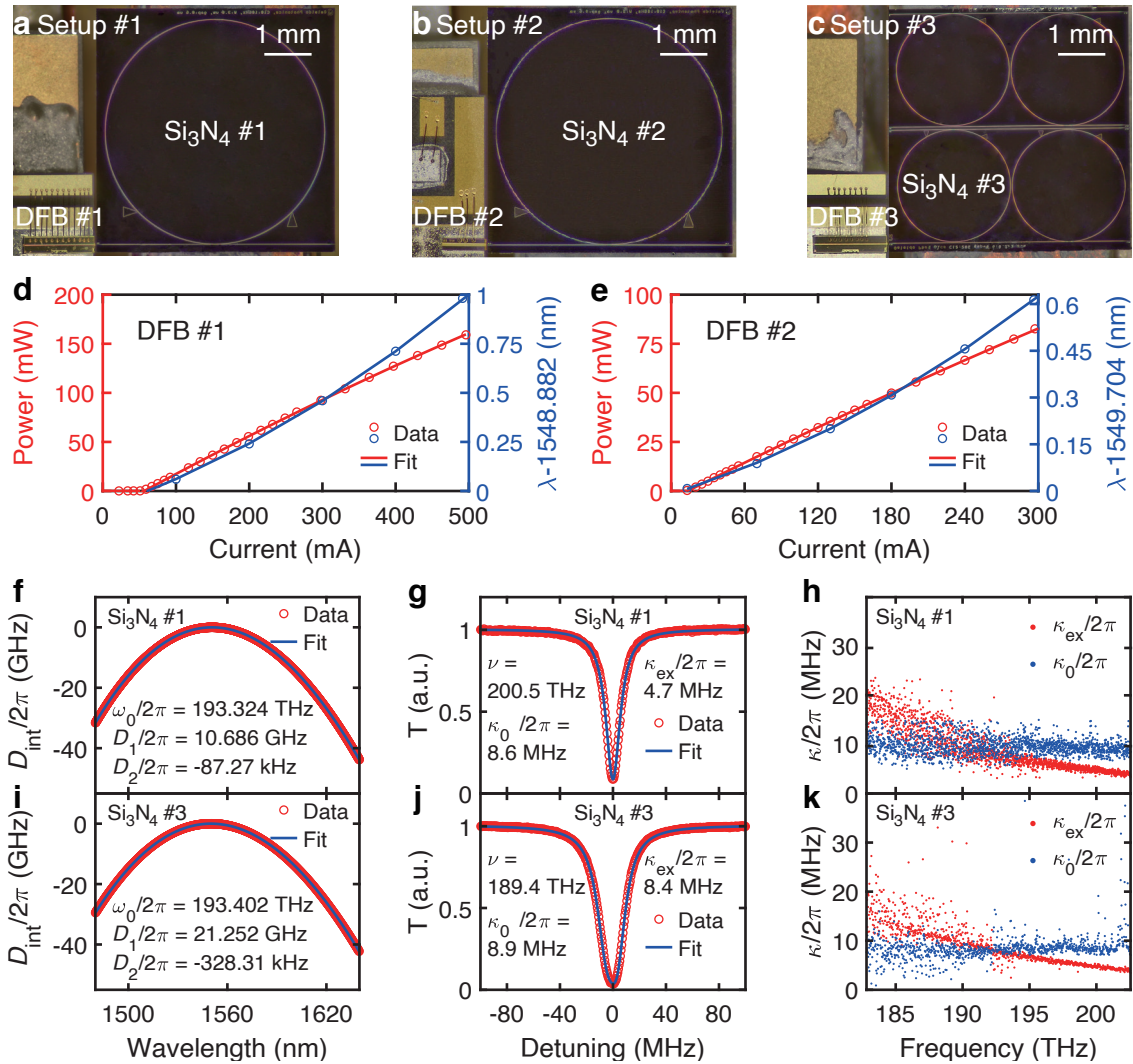 a Setup #1
1 mm
Si₃N₄ #1
DFB #1
b Setup #2
1 mm
Si₃N₄ #2
DFB #2
c Setup #3
1 mm
Si₃N₄ #3
DFB #3
d
DFB #1
Power (mW)
200
150
100
50
0
1
0.75
0.5
0.25
0
λ-1548.882 (nm)
Data
Fit
0 100 200 300 400 500
Current (mA)
e
DFB #2
Power (mW)
100
75
50
25
0
0.6
0.45
0.3
0.15
0
λ-1549.704 (nm)
Data
Fit
0 60 120 180 240 300
Current (mA)
f
Si₃N₄ #1
Data
Fit
D_int/2π (GHz)
0
-20
-40
ω₀/2π = 193.324 THz
D₁/2π = 10.686 GHz
D₂/2π = -87.27 kHz
g
Si₃N₄ #1
T (a.u.)
1
0.5
0
ν =
200.5 THz
κ₀/2π =
8.6 MHz
κ_ex/2π =
4.7 MHz
Data
Fit
h
Si₃N₄ #1
κ_ex/2π
κ₀/2π
κ/2π (MHz)
30
20
10
0
i
Si₃N₄ #3
Data
Fit
D_int/2π (GHz)
0
-20
-40
ω₀/2π = 193.402 THz
D₁/2π = 21.252 GHz
D₂/2π = -328.31 kHz
1500 1560 1620
Wavelength (nm)
j
Si₃N₄ #3
T (a.u.)
1
0.5
0
ν =
189.4 THz
κ₀/2π =
8.9 MHz
κ_ex/2π =
8.4 MHz
Data
Fit
-80 -40 0 40 80
Detuning (MHz)
k
Si₃N₄ #3
κ_ex/2π
κ₀/2π
κ/2π (MHz)
30
20
10
0
185 190 195 200
Frequency (THz)